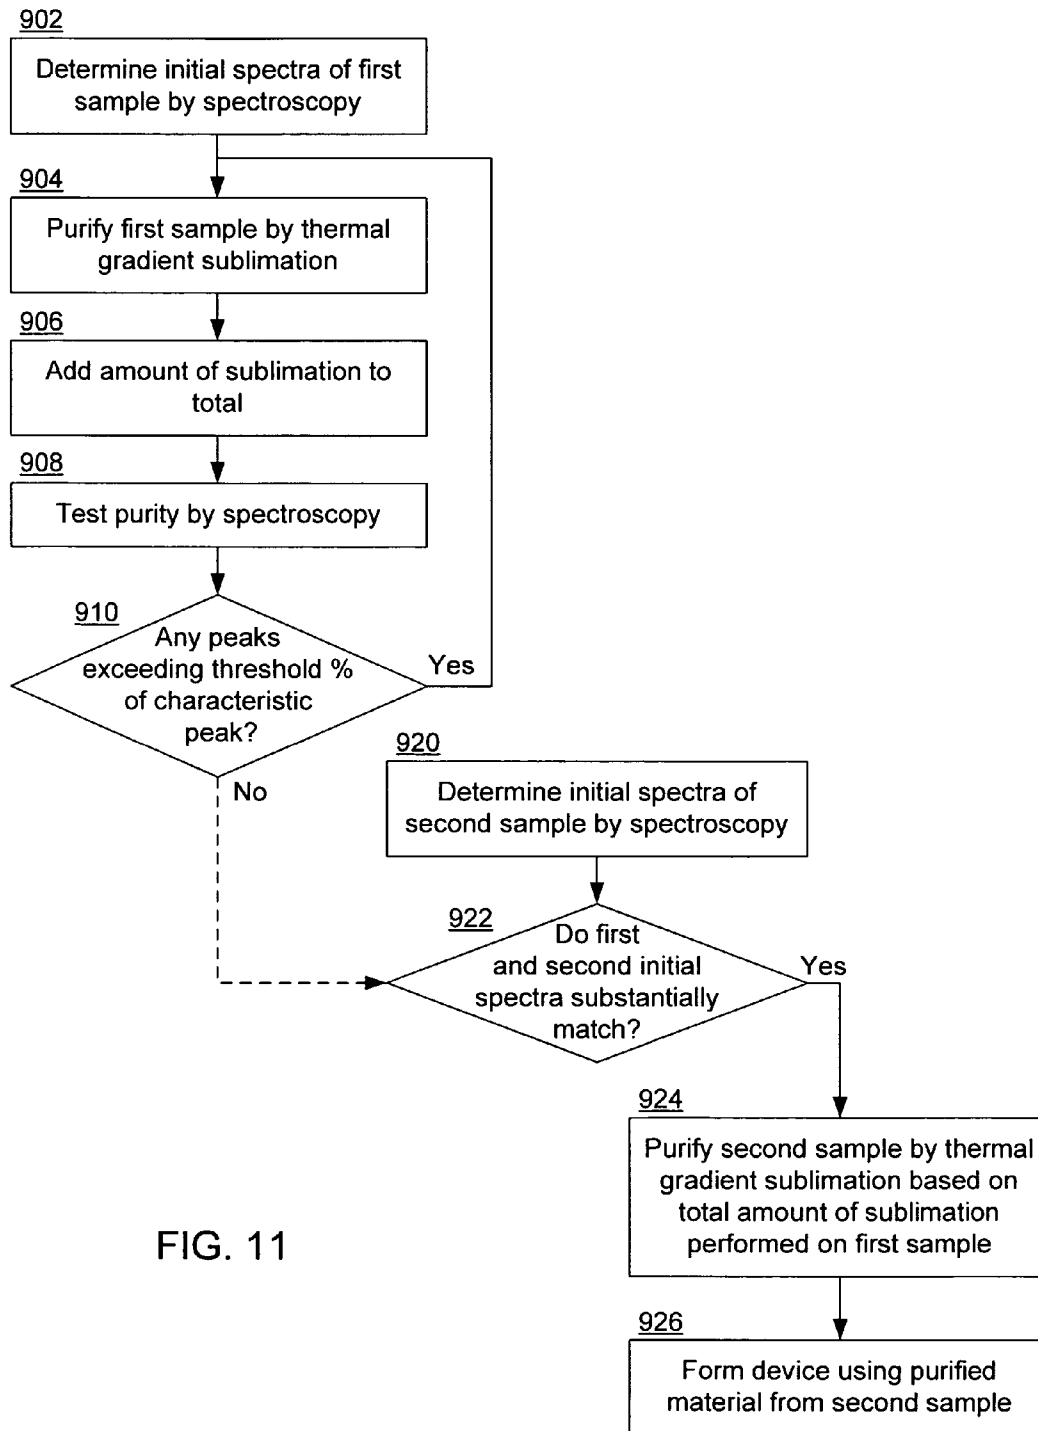 902
Determine initial spectra of first
sample by spectroscopy
904
Purify first sample by thermal
gradient sublimation
906
Add amount of sublimation to
total
908
Test purity by spectroscopy
910
Any peaks
exceeding threshold %
of characteristic
peak?
Yes
No
920
Determine initial spectra of
second sample by spectroscopy
922
Do first
and second initial
spectra substantially
match?
Yes
924
Purify second sample by thermal
gradient sublimation based on
total amount of sublimation
performed on first sample
926
Form device using purified
material from second sample
FIG. 11